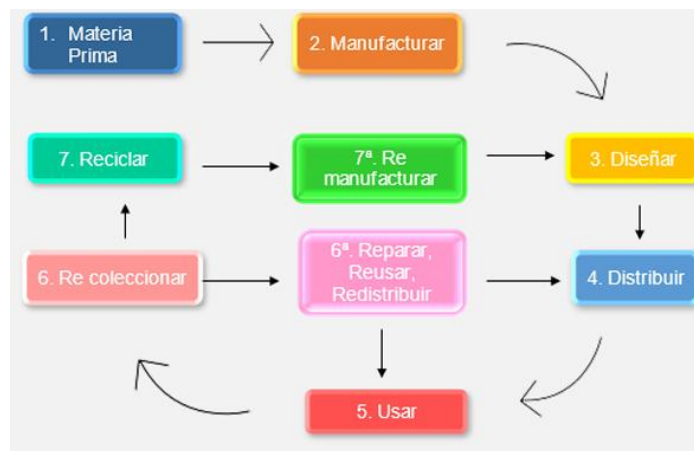 1. Materia
Prima
2. Manufacturar
7. Reciclar
7ª. Re
manufacturar
3. Diseñar
6. Re coleccionar
6ª. Reparar,
Reusar,
Redistribuir
4. Distribuir
5. Usar